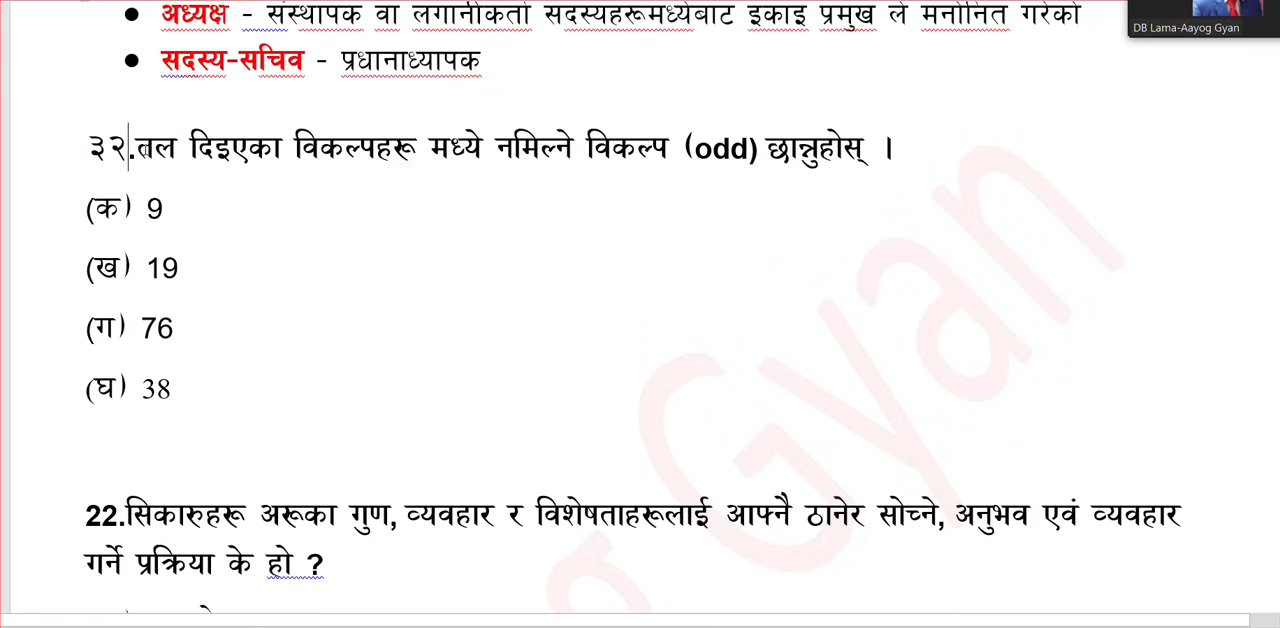 • अध्यक्ष - संस्थापक वा लगानीकर्ता सदस्यहरूमध्येबाट इकाइ प्रमुख ले मनोनित गरेको
DB Lama-Aayog Gyan
• सदस्य-सचिव - प्रधानाध्यापक
३२.तल दिइएका विकल्पहरू मध्ये नमिल्ने विकल्प (odd) छान्नुहोस् ।
(क) 9
(ख) 19
(ग) 76
(घ) 38
Gyan
22.सिकारुहरू अरूका गुण, व्यवहार र विशेषताहरूलाई आफ्नै ठानेर सोच्ने, अनुभव एवं व्यवहार
गर्ने प्रक्रिया के हो ?